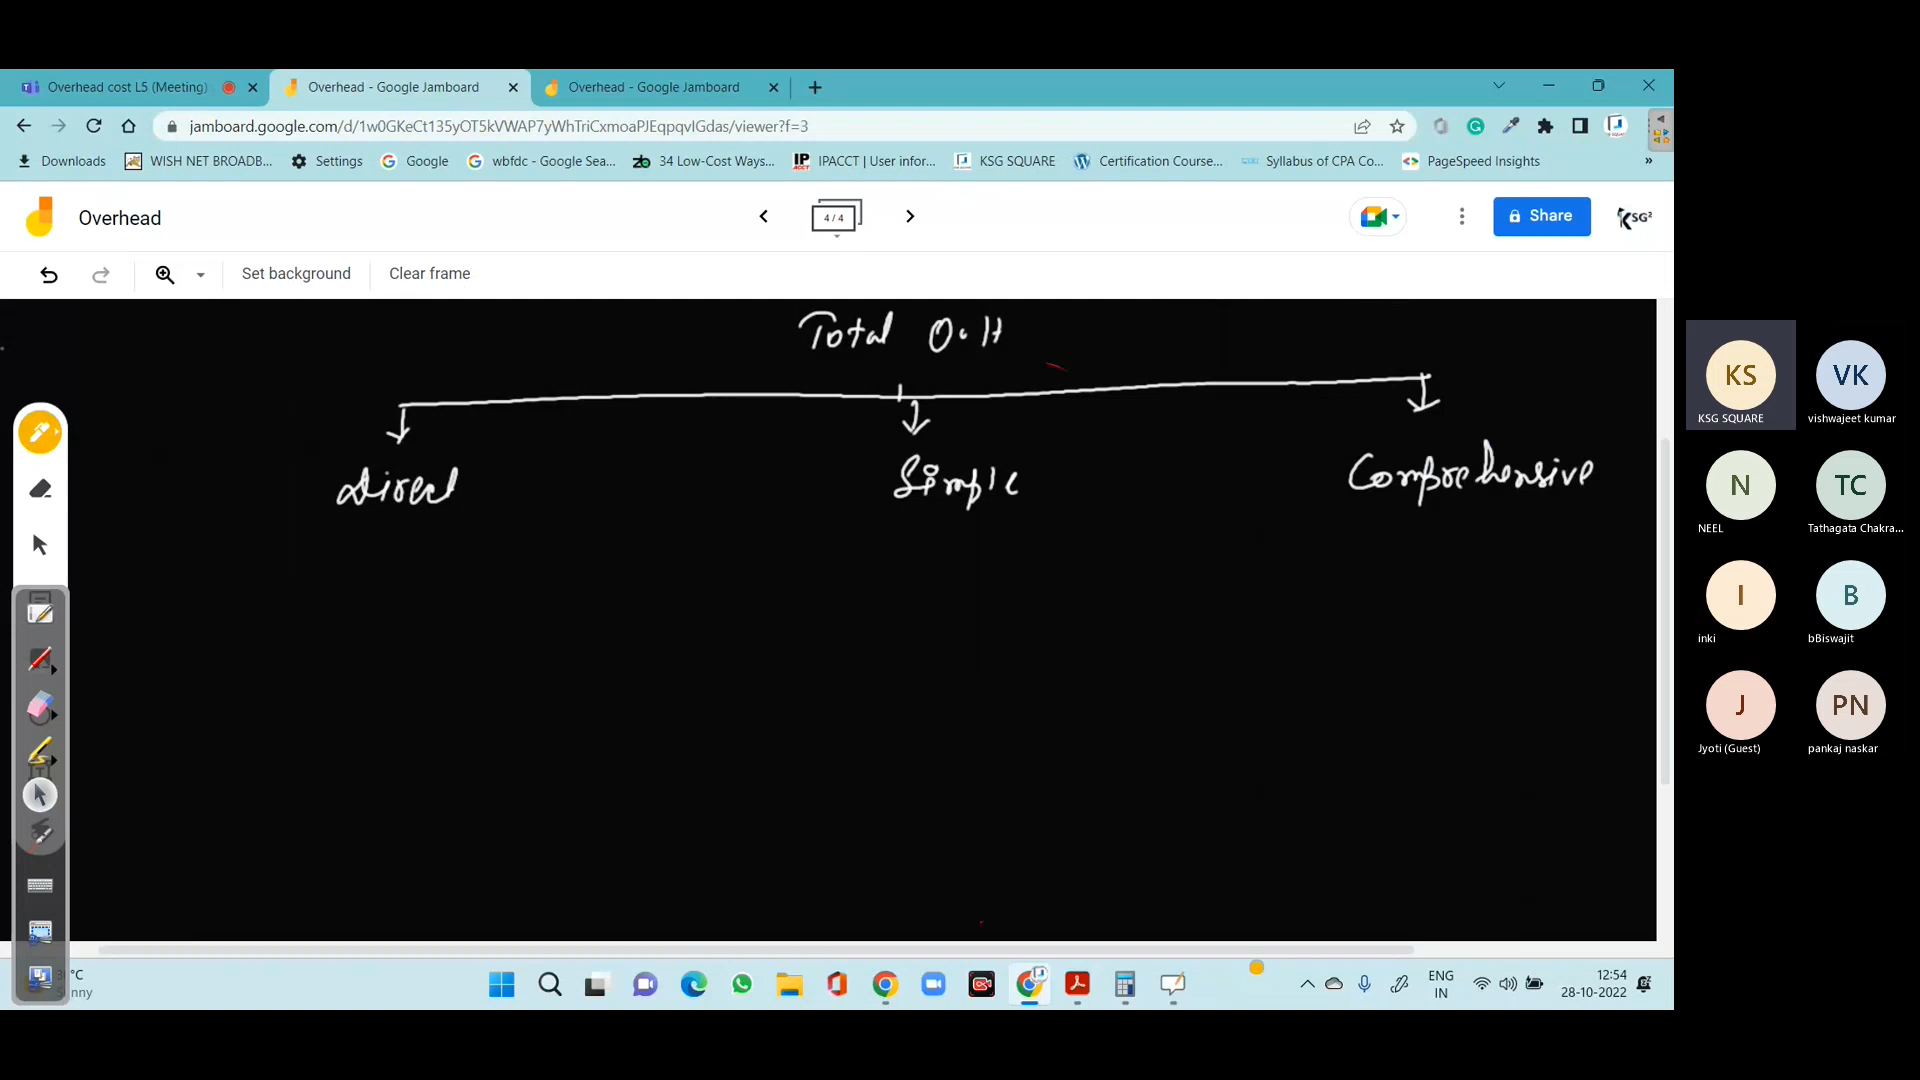 Overhead cost L5 (Meeting)
Overhead - Google Jamboard
Overhead - Google Jamboard
jamboard.google.com/d/1w0GKeCt135yOT5kVWAP7yWhTriCxmoaPJEqpqvIGdas/viewer?f=3
Downloads
WISH NET BROADB...
Settings
Google
wbfdc - Google Sea...
34 Low-Cost Ways...
IPACCT | User infor...
KSG SQUARE
Certification Course...
Syllabus of CPA Co...
PageSpeed Insights
»
Overhead
4 / 4
Share
KSG²
Set background
Clear frame
Total O.H
Direct
Simple
Comprehensive
KS
KSG SQUARE
VK
vishwajeet kumar
N
NEEL
TC
Tathagata Chakra...
I
inki
B
bBiswajit
J
Jyoti (Guest)
PN
pankaj naskar
°C
ENG
IN
12:54
28-10-2022